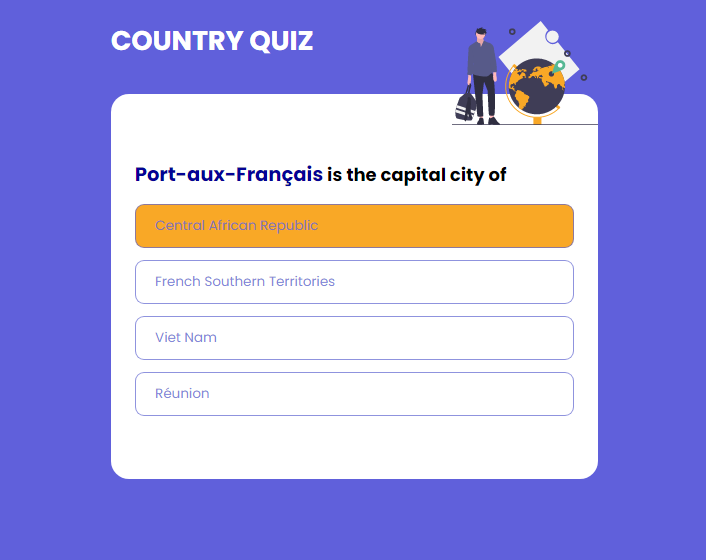 COUNTRY QUIZ
Port-aux-Français is the capital city of
Central African Republic
French Southern Territories
Viet Nam
Réunion